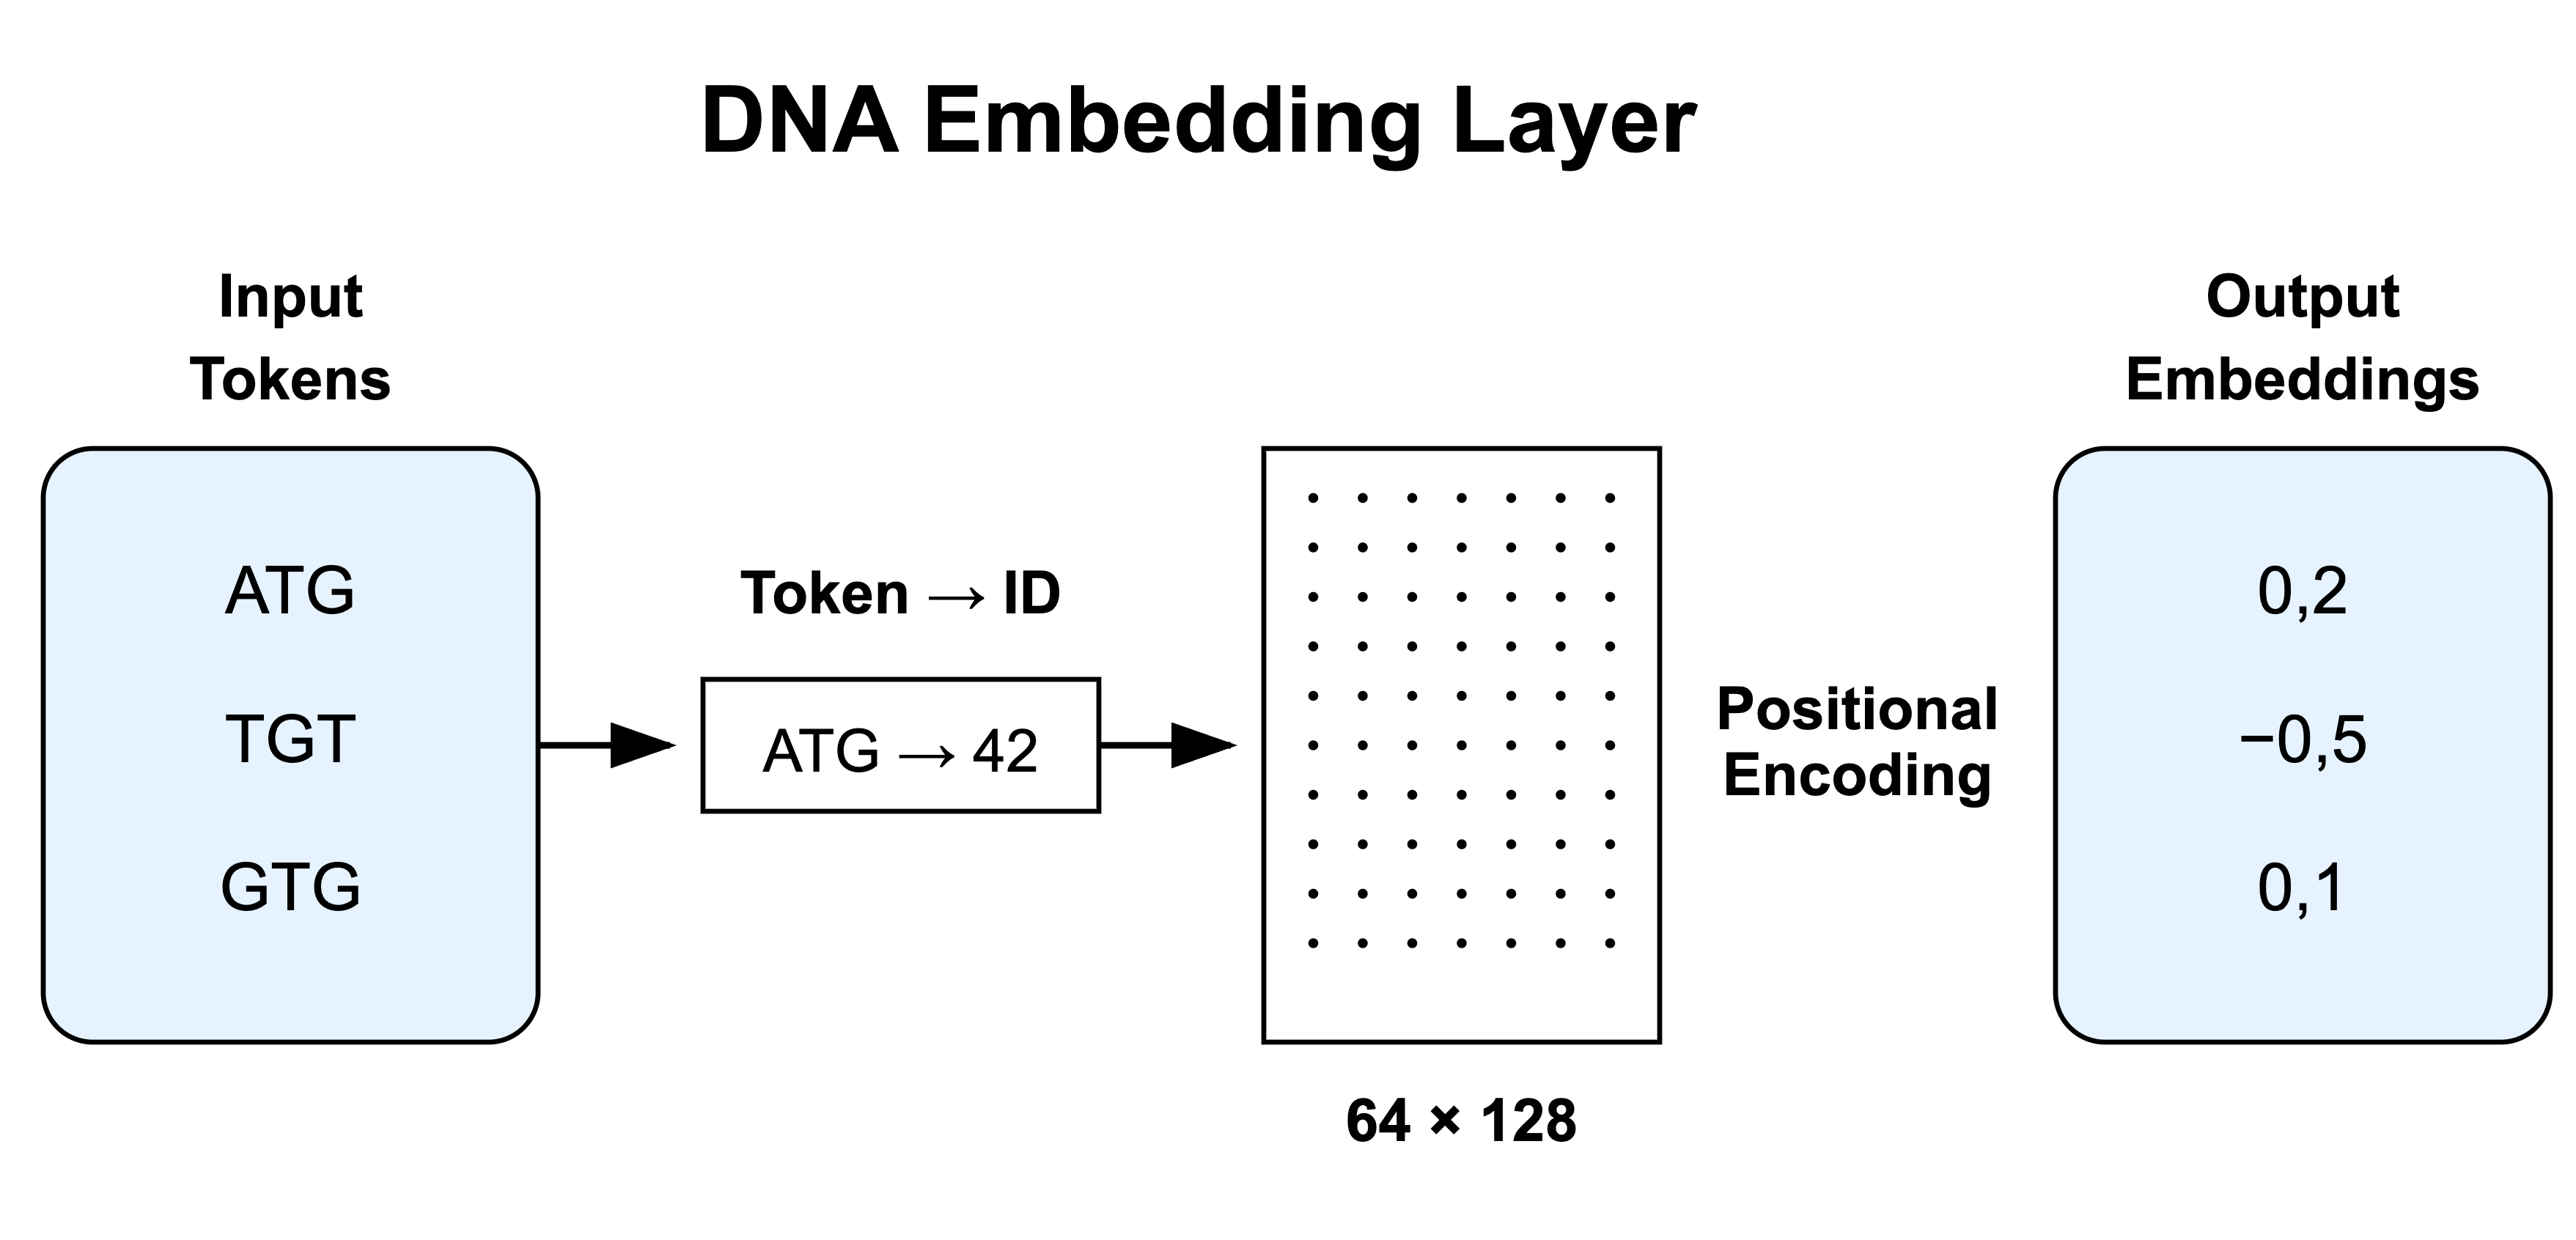 DNA Embedding Layer
Input
Tokens
ATG
TGT
GTG
Token → ID
ATG → 42
64 × 128
Positional
Encoding
Output
Embeddings
0,2
−0,5
0,1